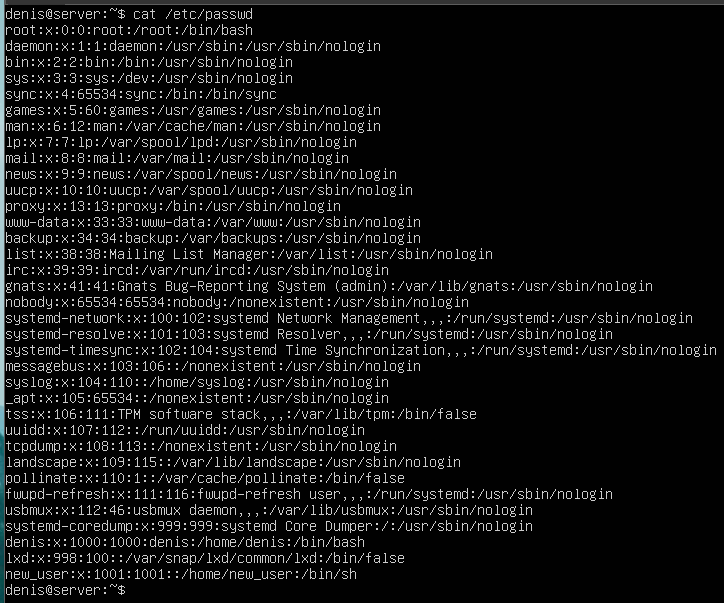 denis@server:~$ cat /etc/passwd
root:x:0:0:root:/root:/bin/bash
daemon:x:1:1:daemon:/usr/sbin:/usr/sbin/nologin
bin:x:2:2:bin:/bin:/usr/sbin/nologin
sys:x:3:3:sys:/dev:/usr/sbin/nologin
sync:x:4:65534:sync:/bin:/bin/sync
games:x:5:60:games:/usr/games:/usr/sbin/nologin
man:x:6:12:man:/var/cache/man:/usr/sbin/nologin
lp:x:7:7:lp:/var/spool/lpd:/usr/sbin/nologin
mail:x:8:8:mail:/var/mail:/usr/sbin/nologin
news:x:9:9:news:/var/spool/news:/usr/sbin/nologin
uucp:x:10:10:uucp:/var/spool/uucp:/usr/sbin/nologin
proxy:x:13:13:proxy:/bin:/usr/sbin/nologin
www-data:x:33:33:www-data:/var/www:/usr/sbin/nologin
backup:x:34:34:backup:/var/backups:/usr/sbin/nologin
list:x:38:38:Mailing List Manager:/var/list:/usr/sbin/nologin
irc:x:39:39:ircd:/var/run/ircd:/usr/sbin/nologin
gnats:x:41:41:Gnats Bug-Reporting System (admin):/var/lib/gnats:/usr/sbin/nologin
nobody:x:65534:65534:nobody:/nonexistent:/usr/sbin/nologin
systemd-network:x:100:102:systemd Network Management,,,:/run/systemd:/usr/sbin/nologin
systemd-resolve:x:101:103:systemd Resolver,,,:/run/systemd:/usr/sbin/nologin
systemd-timesync:x:102:104:systemd Time Synchronization,,,:/run/systemd:/usr/sbin/nologin
messagebus:x:103:106::/nonexistent:/usr/sbin/nologin
syslog:x:104:110::/home/syslog:/usr/sbin/nologin
_apt:x:105:65534::/nonexistent:/usr/sbin/nologin
tss:x:106:111:TPM software stack,,,:/var/lib/tpm:/bin/false
uuidd:x:107:112::/run/uuidd:/usr/sbin/nologin
tcpdump:x:108:113::/nonexistent:/usr/sbin/nologin
landscape:x:109:115::/var/lib/landscape:/usr/sbin/nologin
pollinate:x:110:1::/var/cache/pollinate:/bin/false
fwupd-refresh:x:111:116:fwupd-refresh user,,,:/run/systemd:/usr/sbin/nologin
usbmux:x:112:46:usbmux daemon,,,:/var/lib/usbmux:/usr/sbin/nologin
systemd-coredump:x:999:999:systemd Core Dumper:/:/usr/sbin/nologin
denis:x:1000:1000:denis:/home/denis:/bin/bash
lxd:x:998:100::/var/snap/lxd/common/lxd:/bin/false
new_user:x:1001:1001::/home/new_user:/bin/sh
denis@server:~$